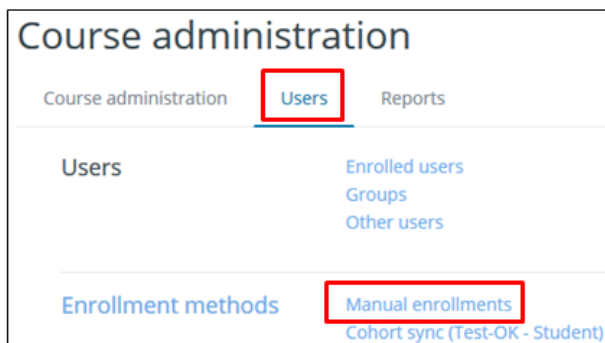 Course administration
Course administration Users Reports
Users Enrolled users
Groups
Other users
Enrollment methods Manual enrollments
Cohort sync (Test-OK - Student)